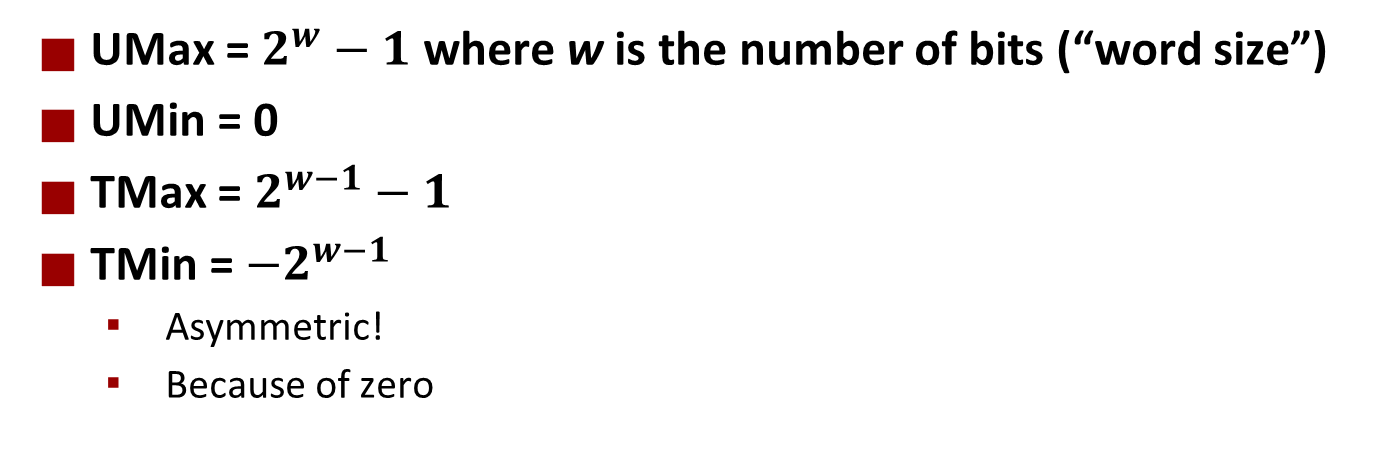 ■ UMax = 2^w − 1 where w is the number of bits (“word size”)
■ UMin = 0
■ TMax = 2^(w−1) − 1
■ TMin = −2^(w−1)
▪ Asymmetric!
▪ Because of zero